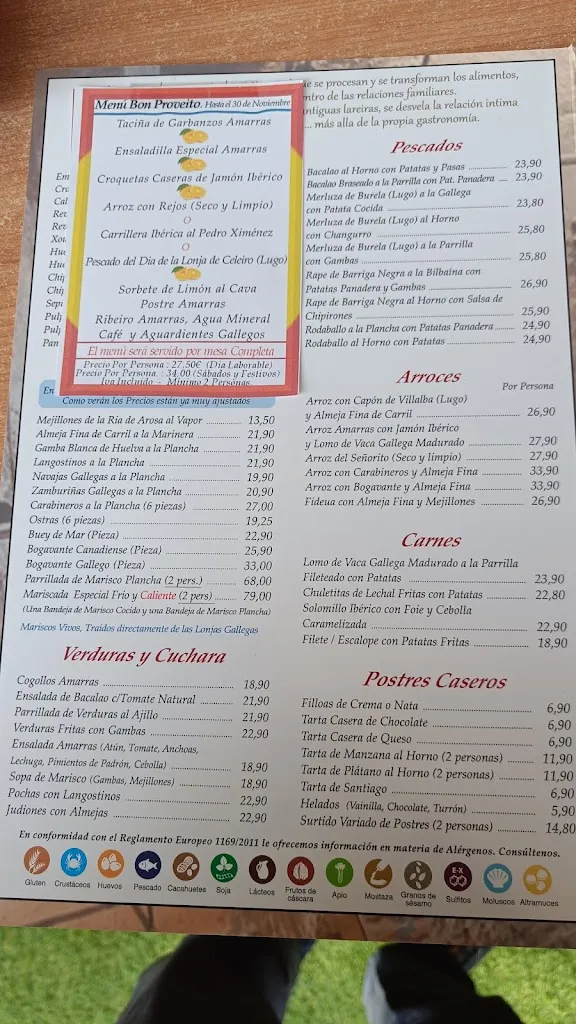 ue se procesan y se transforman los alimentos,
ntro de las relaciones familiares.
ntiguas lareiras, se desvela la relación intima
... más alla de la propia gastronomía.
Menú Bon Proveito. Hasta el 30 de Noviembre
Taciña de Garbanzos Amarras
Ensaladilla Especial Amarras
Croquetas Caseras de Jamón Ibérico
Arroz con Rejos (Seco y Limpio)
O
Carrillera Ibérica al Pedro Ximénez
O
Pescado del Día de la Lonja de Celeiro (Lugo)
Sorbete de Limón al Cava
Postre Amarras
Ribeiro Amarras, Agua Mineral
Café y Aguardientes Gallegos
El menú será servido por mesa Completa
Precio Por Persona : 27.50€ (Día Laborable)
Precio Por Persona. : 34.00 (Sábados y Festivos)
Iva Incluido - Mínimo 2 Personas.
Em
Cro
Cal
Rev
Rev
Xou
Hue
Hue
Chip
Chip
Sepi
Pulp
Pulp
Pan
En
Como verán los Precios están ya muy ajustados
Mejillones de la Ria de Arosa al Vapor 13,50
Almeja Fina de Carril a la Marinera 21,90
Gamba Blanca de Huelva a la Plancha 21,90
Langostinos a la Plancha 21,90
Navajas Gallegas a la Plancha 19,90
Zamburiñas Gallegas a la Plancha 20,90
Carabineros a la Plancha (6 piezas) 27,00
Ostras (6 piezas) 19,25
Buey de Mar (Pieza) 22,90
Bogavante Canadiense (Pieza) 25,90
Bogavante Gallego (Pieza) 33,00
Parrillada de Marisco Plancha (2 pers.) 68,00
Mariscada Especial Frío y Caliente (2 pers) 79,00
(Una Bandeja de Marisco Cocido y una Bandeja de Marisco Plancha)
Mariscos Vivos, Traídos directamente de las Lonjas Gallegas
Verduras y Cuchara
Cogollos Amarras 18,90
Ensalada de Bacalao c/Tomate Natural 21,90
Parrillada de Verduras al Ajillo 21,90
Verduras Fritas con Gambas 22,90
Ensalada Amarras (Atún, Tomate, Anchoas,
Lechuga, Pimientos de Padrón, Cebolla) 18,90
Sopa de Marisco (Gambas, Mejillones) 18,90
Pochas con Langostinos 22,90
Judiones con Almejas 22,90
Pescados
Bacalao al Horno con Patatas y Pasas 23,90
Bacalao Braseado a la Parrilla con Pat. Panadera 23,90
Merluza de Burela (Lugo) a la Gallega
con Patata Cocida 23,80
Merluza de Burela (Lugo) al Horno
con Changurro 25,80
Merluza de Burela (Lugo) a la Parrilla
con Gambas 25,80
Rape de Barriga Negra a la Bilbaina con
Patatas Panadera y Gambas 26,90
Rape de Barriga Negra al Horno con Salsa de
Chipirones 25,90
Rodaballo a la Plancha con Patatas Panadera 24,90
Rodaballo al Horno con Patatas 24,90
Arroces
Por Persona
Arroz con Capón de Villalba (Lugo)
y Almeja Fina de Carril 26,90
Arroz Amarras con Jamón Ibérico
y Lomo de Vaca Gallega Madurado 27,90
Arroz del Señorito (Seco y limpio) 27,90
Arroz con Carabineros y Almeja Fina 33,90
Arroz con Bogavante y Almeja Fina 33,90
Fideua con Almeja Fina y Mejillones 26,90
Carnes
Lomo de Vaca Gallega Madurado a la Parrilla
Fileteado con Patatas 23,90
Chuletitas de Lechal Fritas con Patatas 22,80
Solomillo Ibérico con Foie y Cebolla
Caramelizada 22,90
Filete / Escalope con Patatas Fritas 18,90
Postres Caseros
Filloas de Crema o Nata 6,90
Tarta Casera de Chocolate 6,90
Tarta Casera de Queso 6,90
Tarta de Manzana al Horno (2 personas) 11,90
Tarta de Plátano al Horno (2 personas) 11,90
Tarta de Santiago 6,90
Helados (Vainilla, Chocolate, Turrón) 5,90
Surtido Variado de Postres (2 personas) 14,80
En conformidad con el Reglamento Europeo 1169/2011 le ofrecemos información en materia de Alérgenos. Consúltenos.
Gluten Crustáceos Huevos Pescado Cacahuetes Soja Lácteos Frutos de cáscara Apio Mostaza Granos de sésamo E-X Sulfitos Moluscos Altramuces